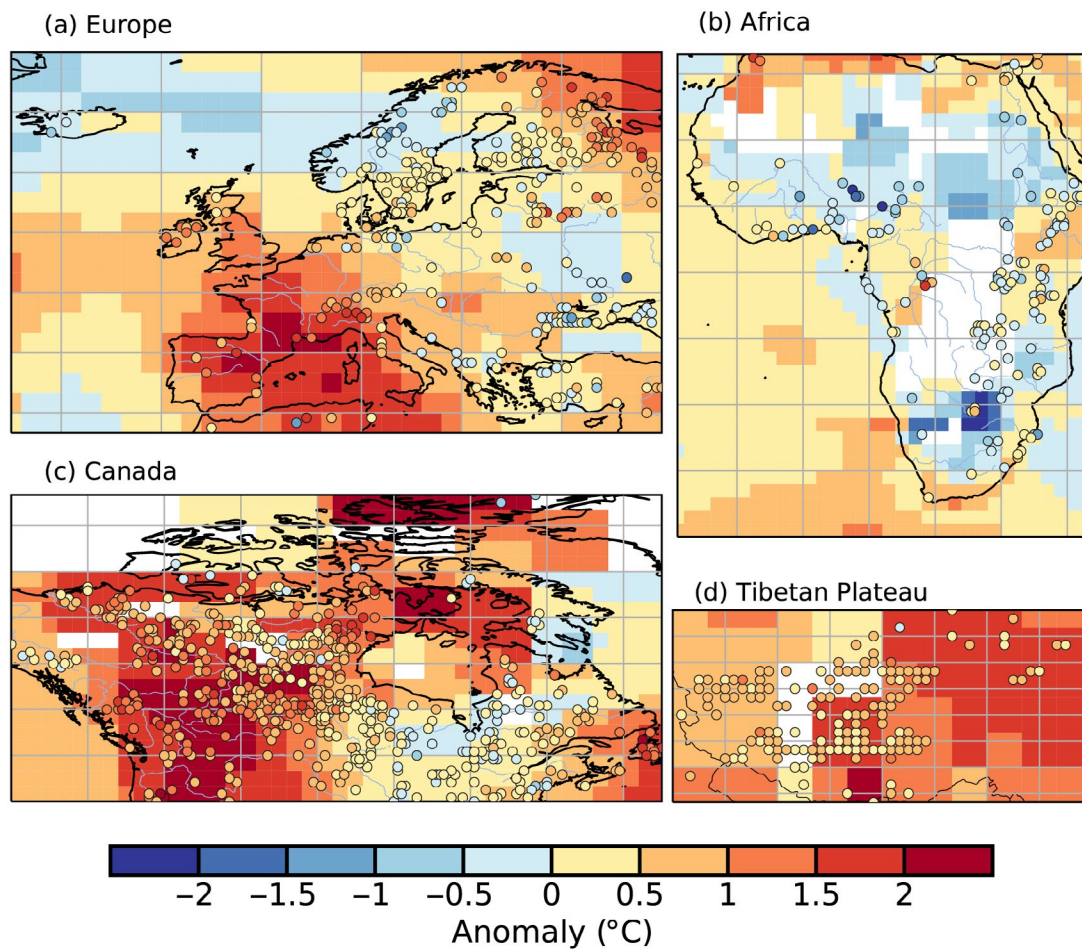 (a) Europe
(b) Africa
(c) Canada
(d) Tibetan Plateau
−2 −1.5 −1 −0.5 0 0.5 1 1.5 2
Anomaly (°C)